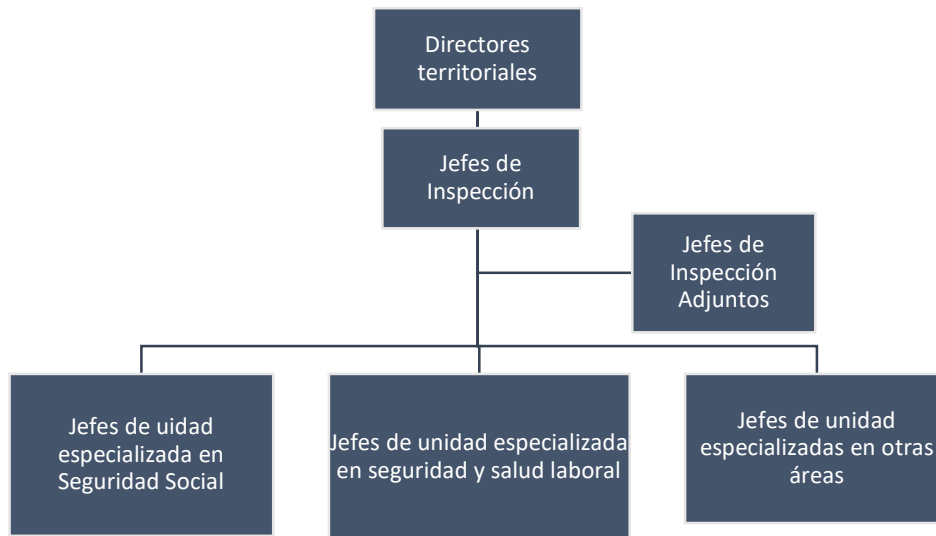 Directores
territoriales
Jefes de
Inspección
Jefes de
Inspección
Adjuntos
Jefes de uidad
especializada en
Seguridad Social
Jefes de unidad especializada
en seguridad y salud laboral
Jefes de unidad
especializadas en otras
áreas